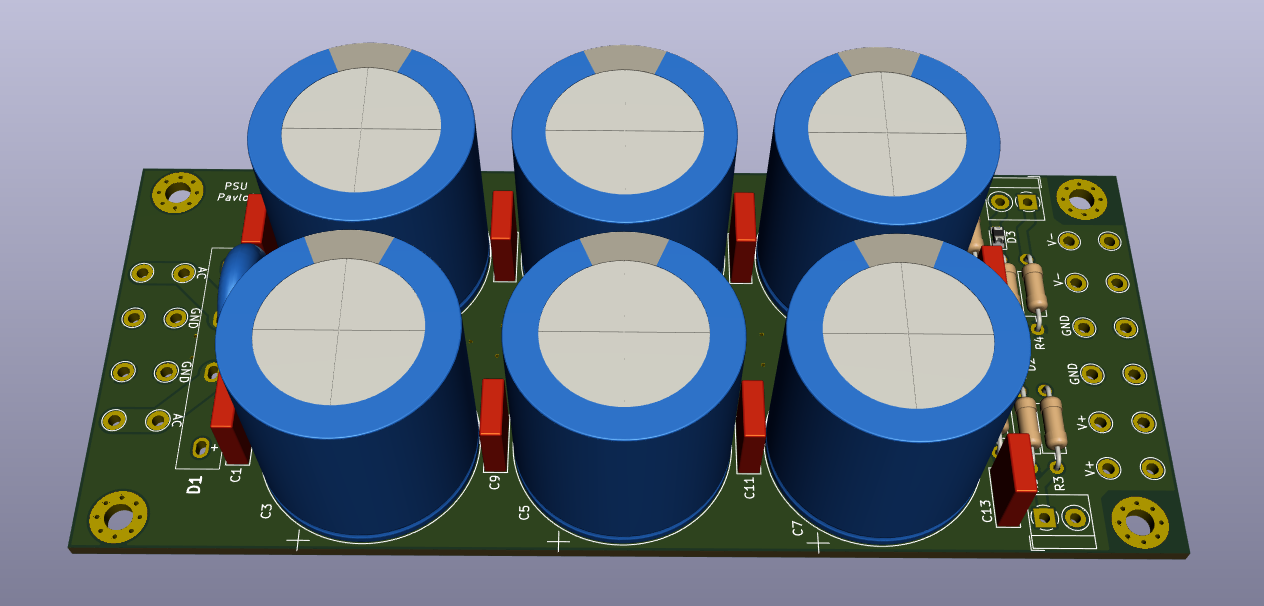 PSU
Pavlo
D3
V-
V-
GND
R4
GND
V+
V+
R3
AC
GND
GND
AC
+
D1
C1
C3
C9
C5
C11
C7
C13